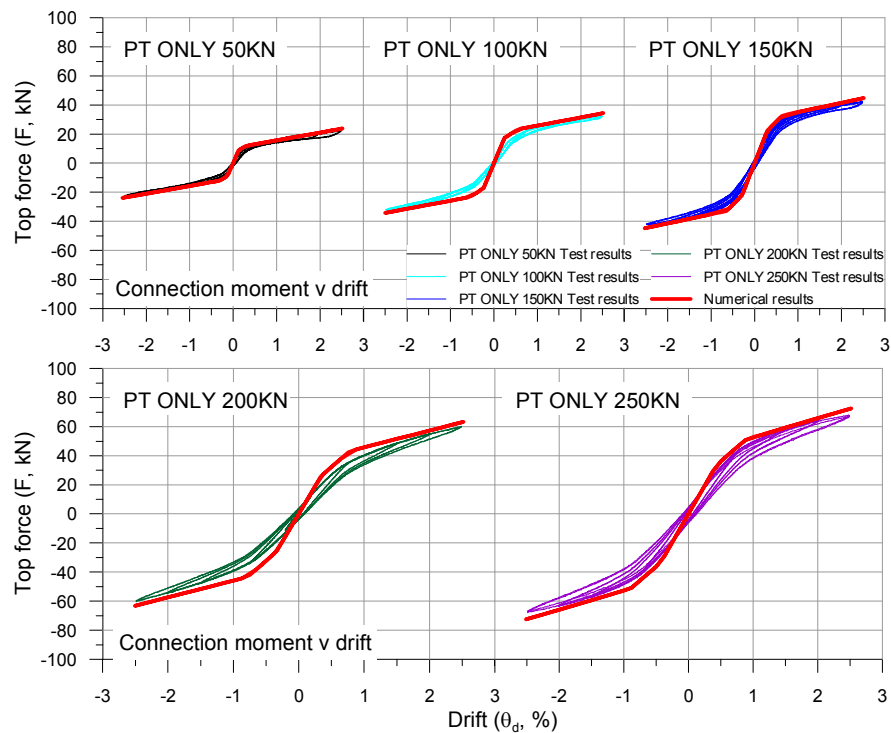 PT ONLY 50KN PT ONLY 100KN PT ONLY 150KN
100
80
60
40
20
0
-20
-40
-60
-80
-100
Top force (F, kN)
PT ONLY 50KN Test results PT ONLY 200KN Test results
PT ONLY 100KN Test results PT ONLY 250KN Test results
PT ONLY 150KN Test results Numerical results
Connection moment v drift
-3 -2 -1 0 1 2 3 -2 -1 0 1 2 3 -2 -1 0 1 2 3
PT ONLY 200KN PT ONLY 250KN
100
80
60
40
20
0
-20
-40
-60
-80
-100
Top force (F, kN)
Connection moment v drift
-3 -2 -1 0 1 2 3 -2 -1 0 1 2 3
Drift (θd, %)